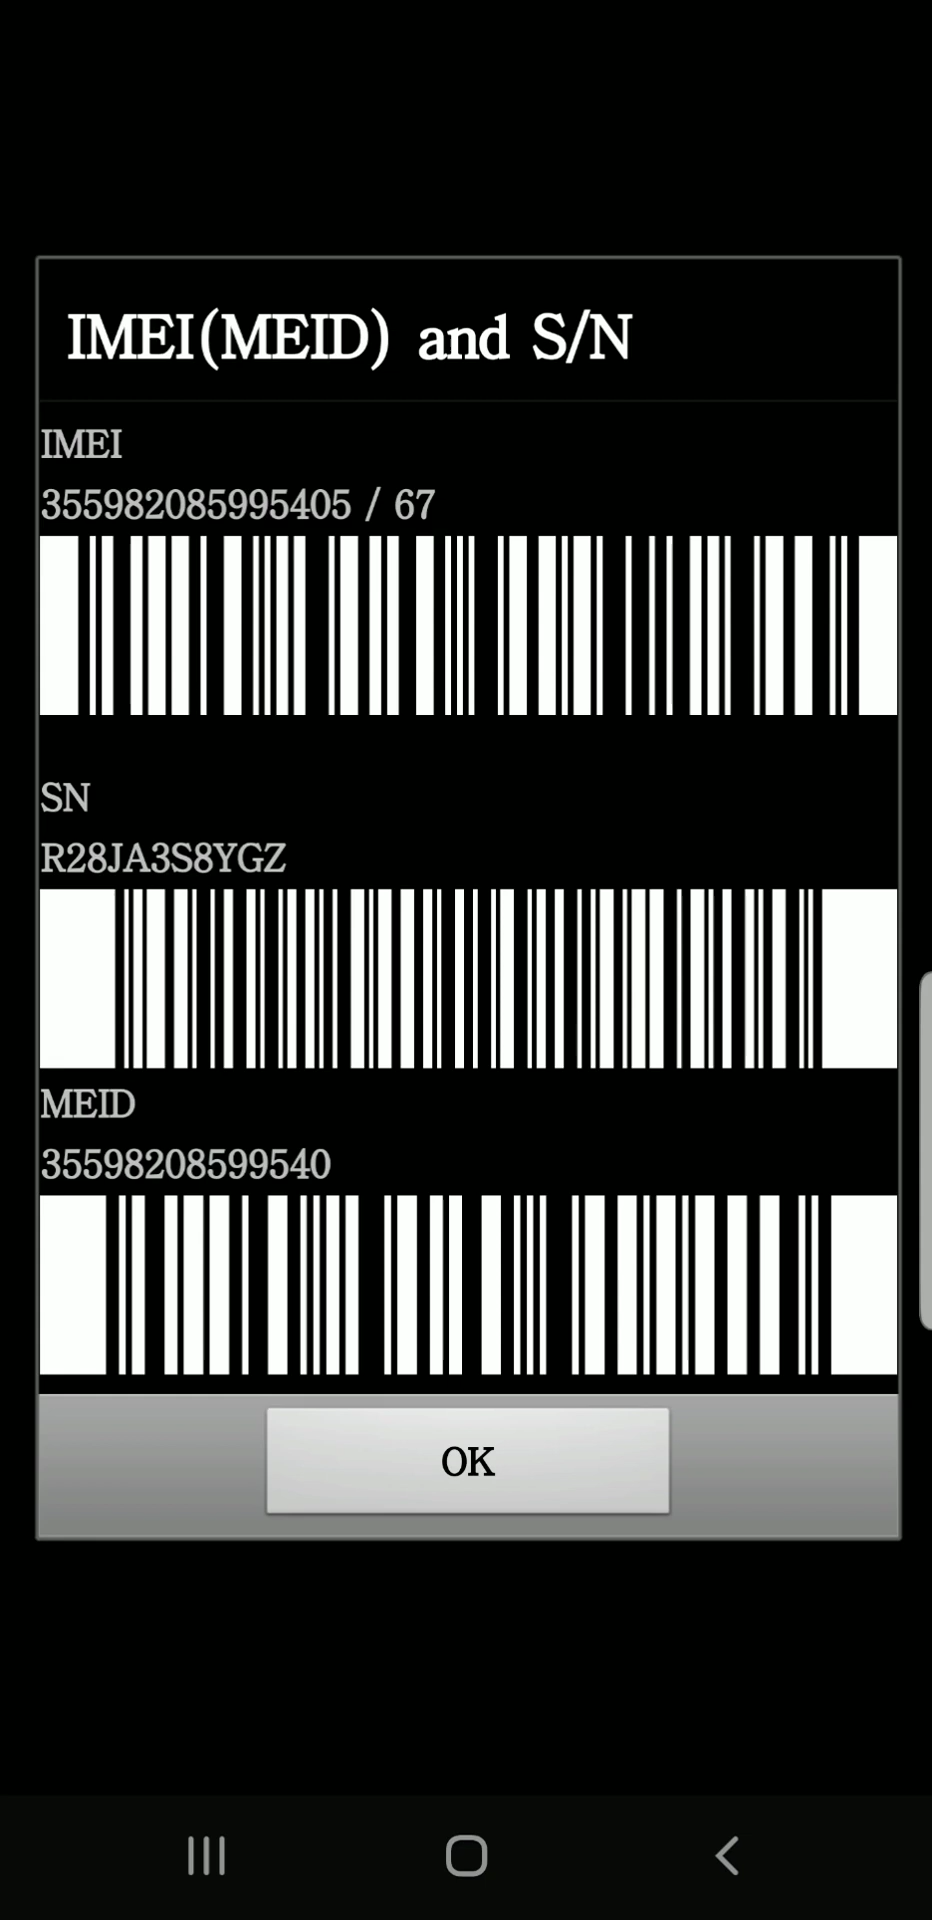 IMEI(MEID) and S/N
IMEI
355982085995405 / 67
SN
R28JA3S8YGZ
MEID
35598208599540
OK